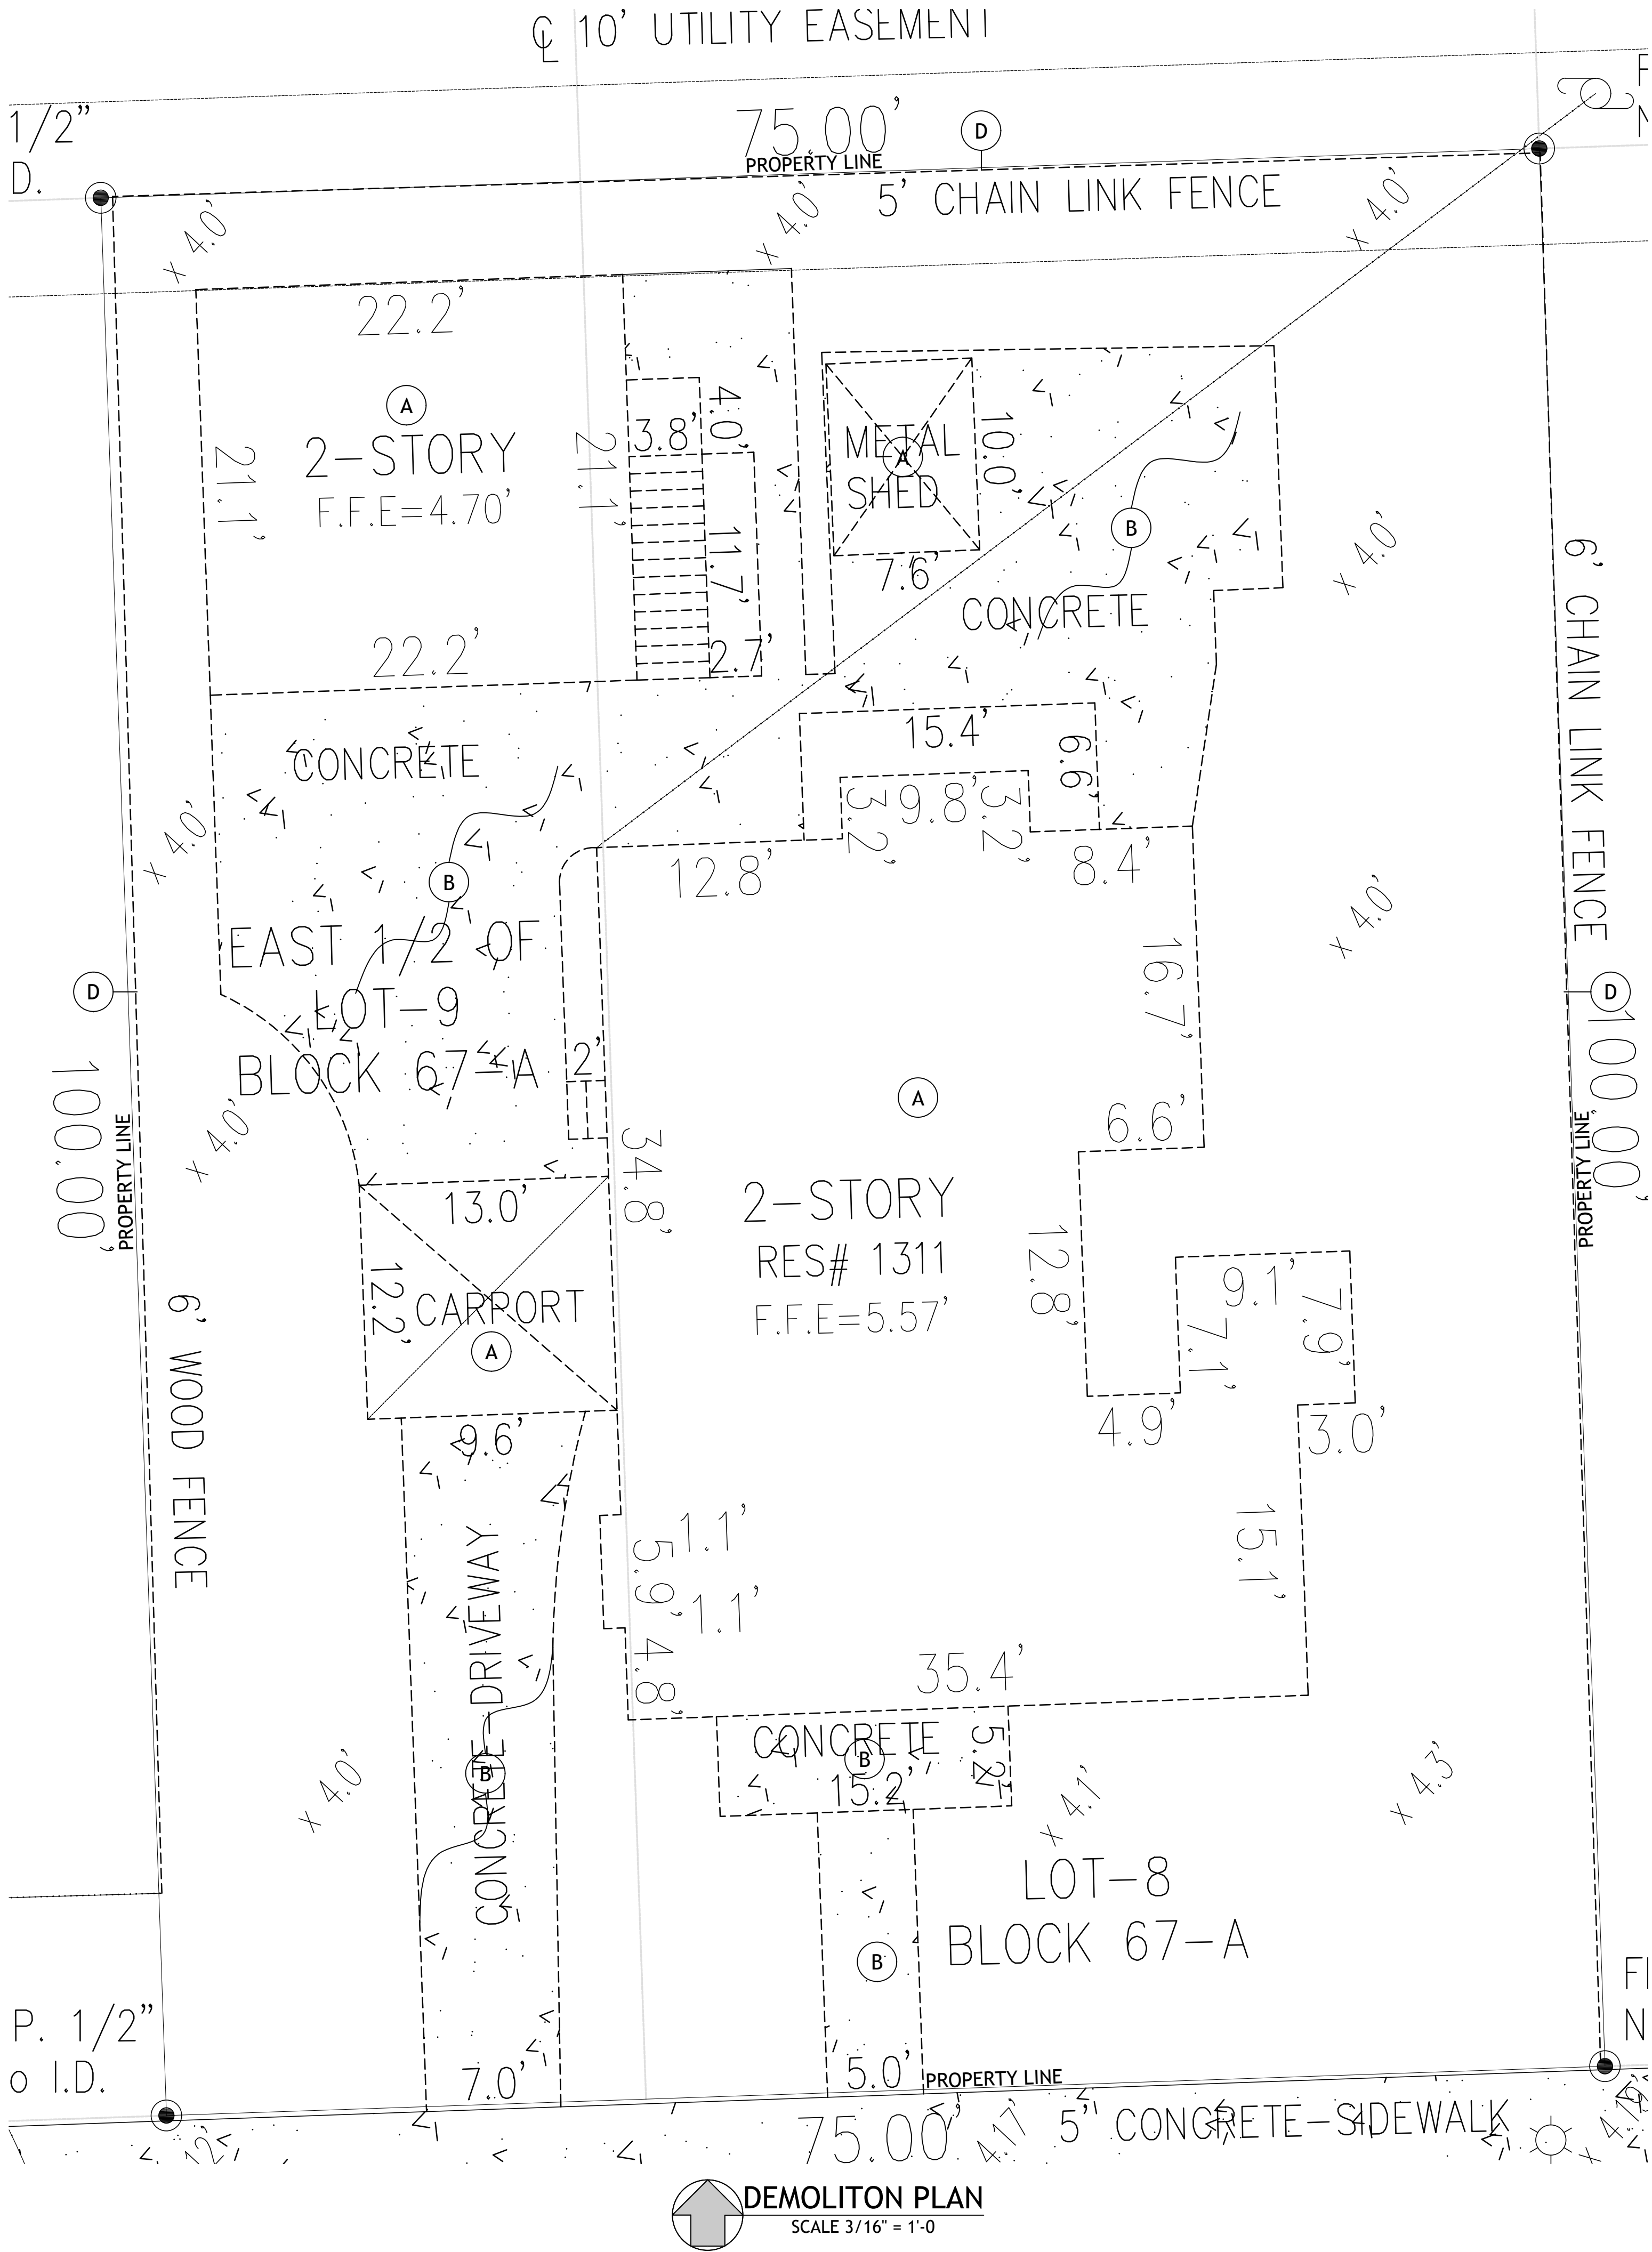 ℄ 10' UTILITY EASEMENT
1/2"
D.
75.00'
D
PROPERTY LINE
5' CHAIN LINK FENCE
x 4.0'
x 4.0'
x 4.0'
22.2'
A
2-STORY
F.F.E=4.70'
21.1'
21.1'
3.8'
4.0'
11.7'
2.7'
22.2'
METAL
A
SHED
10.0'
7.6'
B
CONCRETE
x 4.0'
6' CHAIN LINK FENCE
CONCRETE
15.4'
6.6'
3.2'
9.8'
3.2'
12.8'
8.4'
x 4.0'
B
x 4.0'
EAST 1/2 OF
LOT-9
BLOCK 67-A
D
100.00'
PROPERTY LINE
x 4.0'
2'
16.7'
D
100.00'
PROPERTY LINE
A
6.6'
34.8'
13.0'
12.2'
CARPORT
A
9.6'
2-STORY
RES# 1311
F.F.E=5.57'
12.8'
9.1'
7.9'
7.1'
4.9'
3.0'
6' WOOD FENCE
1.1'
5.9'
1.1'
4.8'
15.1'
35.4'
CONCRETE DRIVEWAY
B
CONCRETE
B
5.2'
15.2'
x 4.0'
x 4.1'
x 4.3'
LOT-8
BLOCK 67-A
B
P. 1/2"
o I.D.
7.0'
5.0'
PROPERTY LINE
75.00'
4.17'
5' CONCRETE-SIDEWALK
DEMOLITON PLAN
SCALE 3/16" = 1'-0